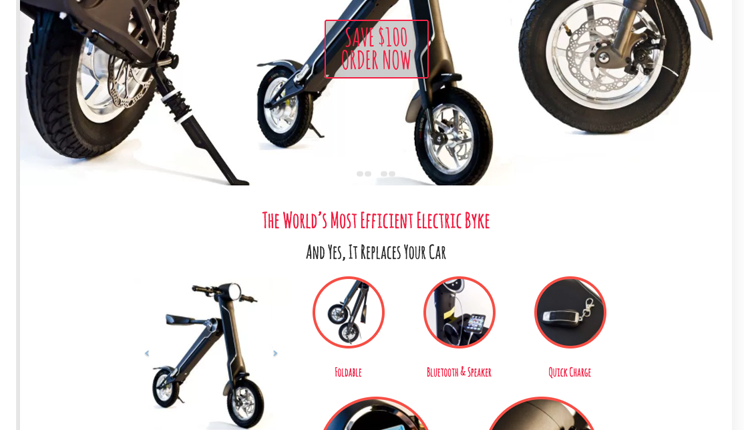 Save $100
Order Now
The World's Most Efficient Electric Byke
And Yes, It Replaces Your Car
Foldable
Bluetooth & Speaker
Quick Charge